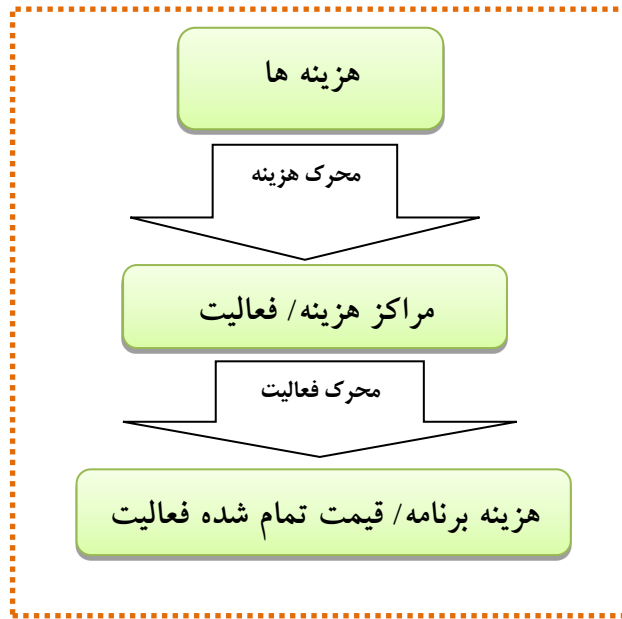 هزینه ها
محرک هزینه
مراکز هزینه/ فعالیت
محرک فعالیت
هزینه برنامه/ قیمت تمام شده فعالیت